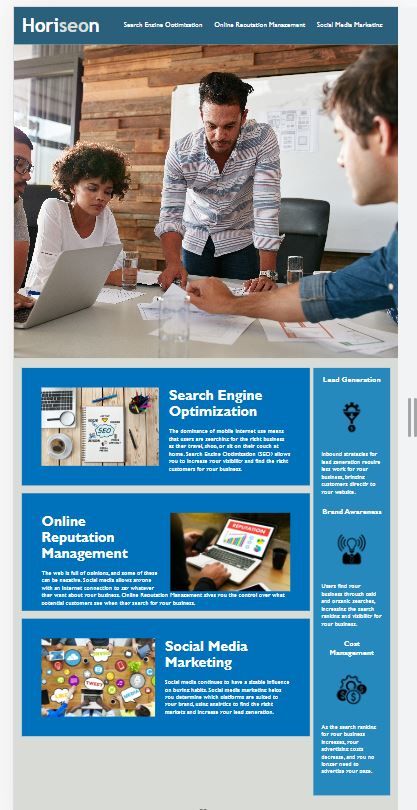 Horiseon
Search Engine Optimization
Online Reputation Management
Social Media Marketing
Search Engine
Optimization
The dominance of mobile internet use means
that users are searching for the right business
as they travel, shop, or sit on their couch at
home. Search Engine Optimization (SEO) allows
you to increase your visibility and find the right
customers for your business.
SEO
Online
Reputation
Management
The web is full of opinions, and some of these
can be negative. Social media allows anyone
with an internet connection to say whatever
they want about your business. Online Reputation Management gives you the control over what
potential customers see when they search for your business.
REPUTATION
Social Media
Marketing
Social media continues to have a sizable influence
on buying habits. Social media marketing helps
you determine which platforms are suited to
your brand, using analytics to find the right
markets and increase your lead generation.
TWEET
Lead Generation
Inbound strategies for
lead generation require
less work for your
business, bringing
customers directly to
your website.
Brand Awareness
Users find your
business through paid
and organic searches,
increasing the search
ranking and visibility for
your business.
Cost
Management
As the search ranking
for your business
increases, your
advertising costs
decrease, and you no
longer need to
advertise your page.